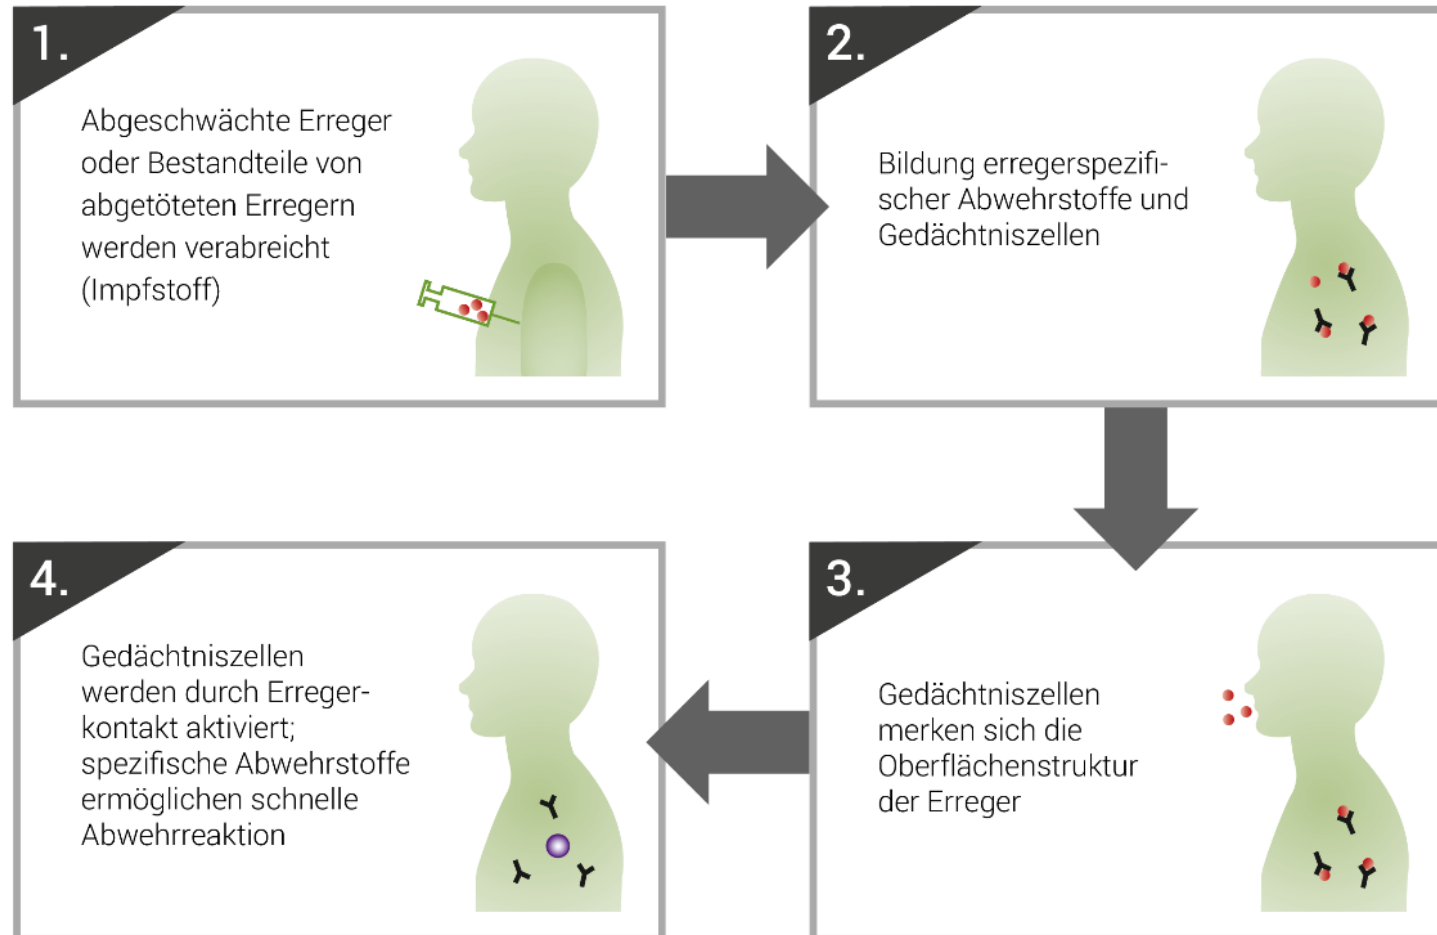 1.
Abgeschwächte Erreger
oder Bestandteile von
abgetöteten Erregern
werden verabreicht
(Impfstoff)
2.
Bildung erregerspezifi-
scher Abwehrstoffe und
Gedächtniszellen
3.
Gedächtniszellen
merken sich die
Oberflächenstruktur
der Erreger
4.
Gedächtniszellen
werden durch Erreger-
kontakt aktiviert;
spezifische Abwehrstoffe
ermöglichen schnelle
Abwehrreaktion